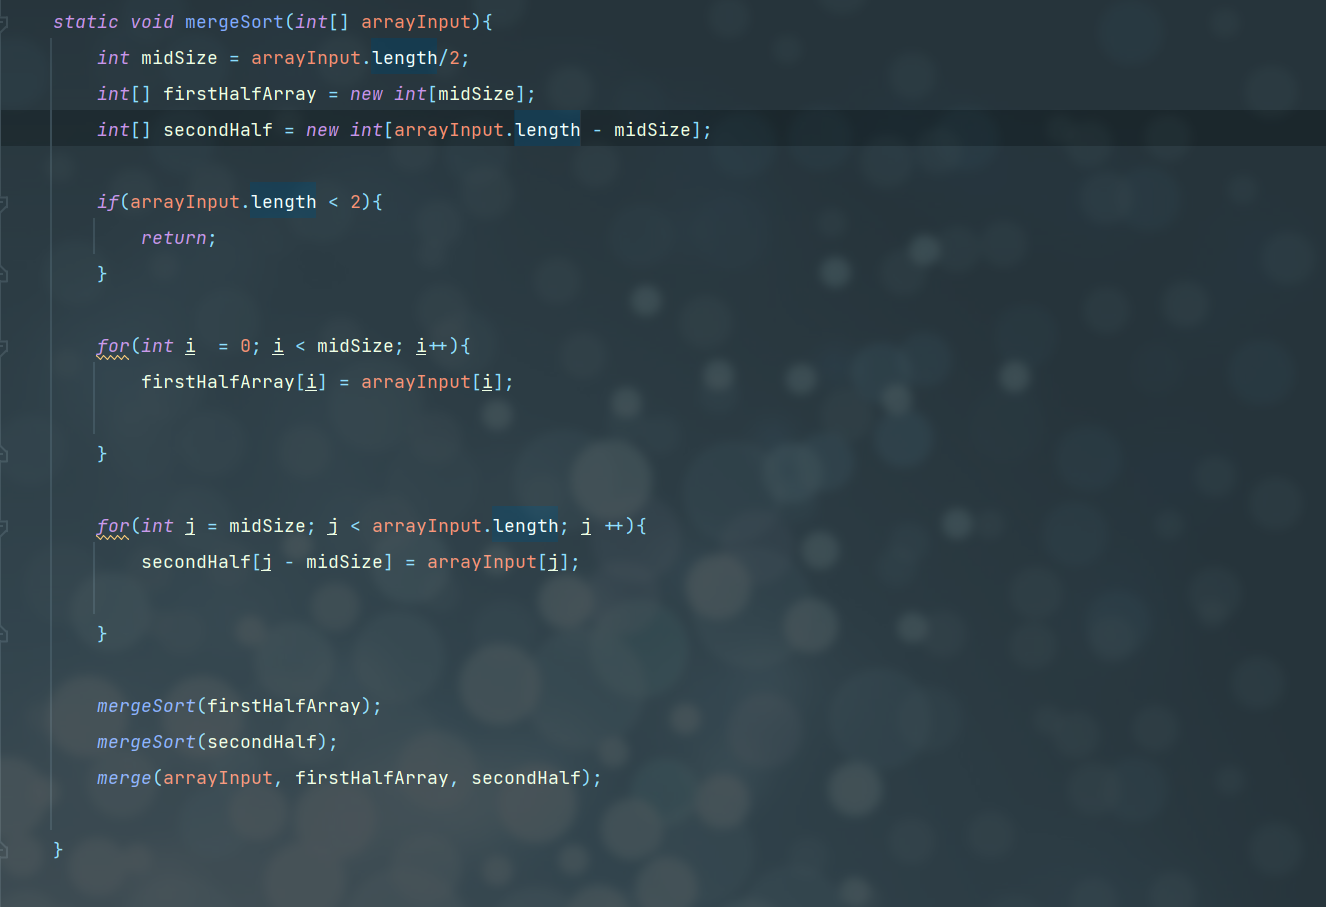 static void mergeSort(int[] arrayInput){
    int midSize = arrayInput.length/2;
    int[] firstHalfArray = new int[midSize];
    int[] secondHalf = new int[arrayInput.length - midSize];
    if(arrayInput.length < 2){
        return;
    }
    for(int i  = 0; i < midSize; i++){
        firstHalfArray[i] = arrayInput[i];
    }
    for(int j = midSize; j < arrayInput.length; j ++){
        secondHalf[j - midSize] = arrayInput[j];
    }
    mergeSort(firstHalfArray);
    mergeSort(secondHalf);
    merge(arrayInput, firstHalfArray, secondHalf);
}